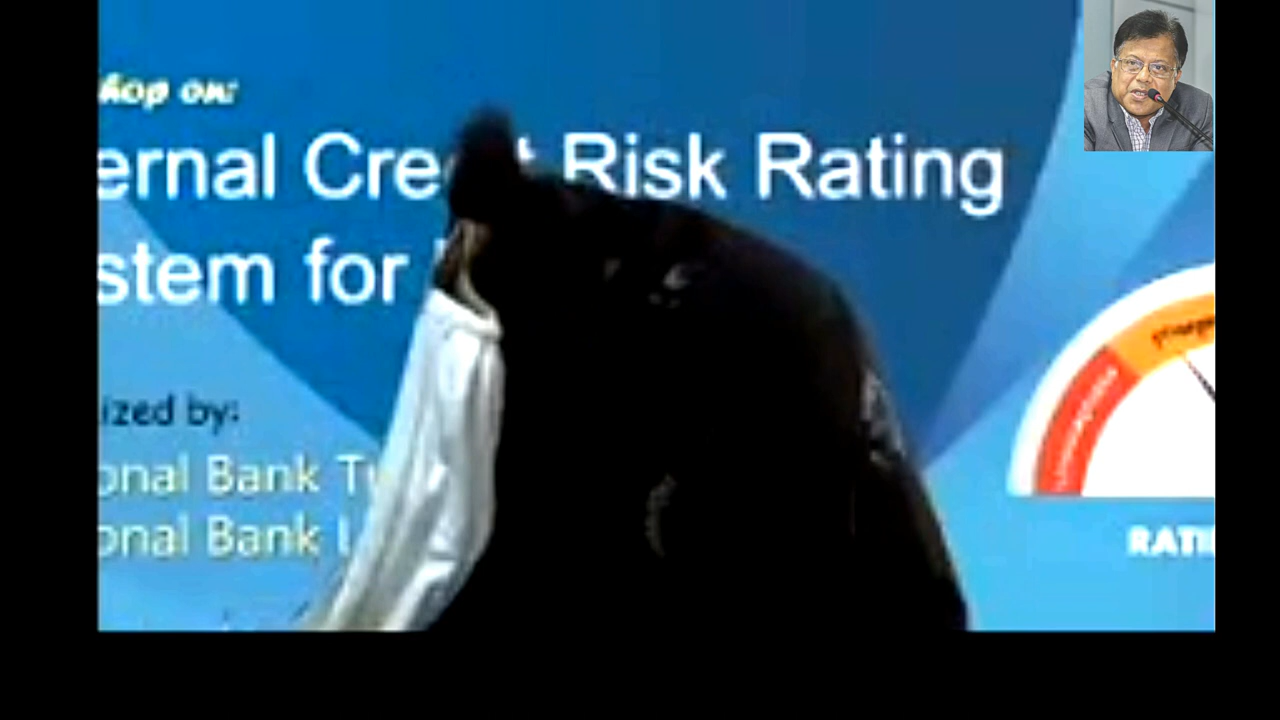 hop on:
ernal Cre Risk Rating
stem for
ized by:
onal Bank T
onal Bank L
RATI